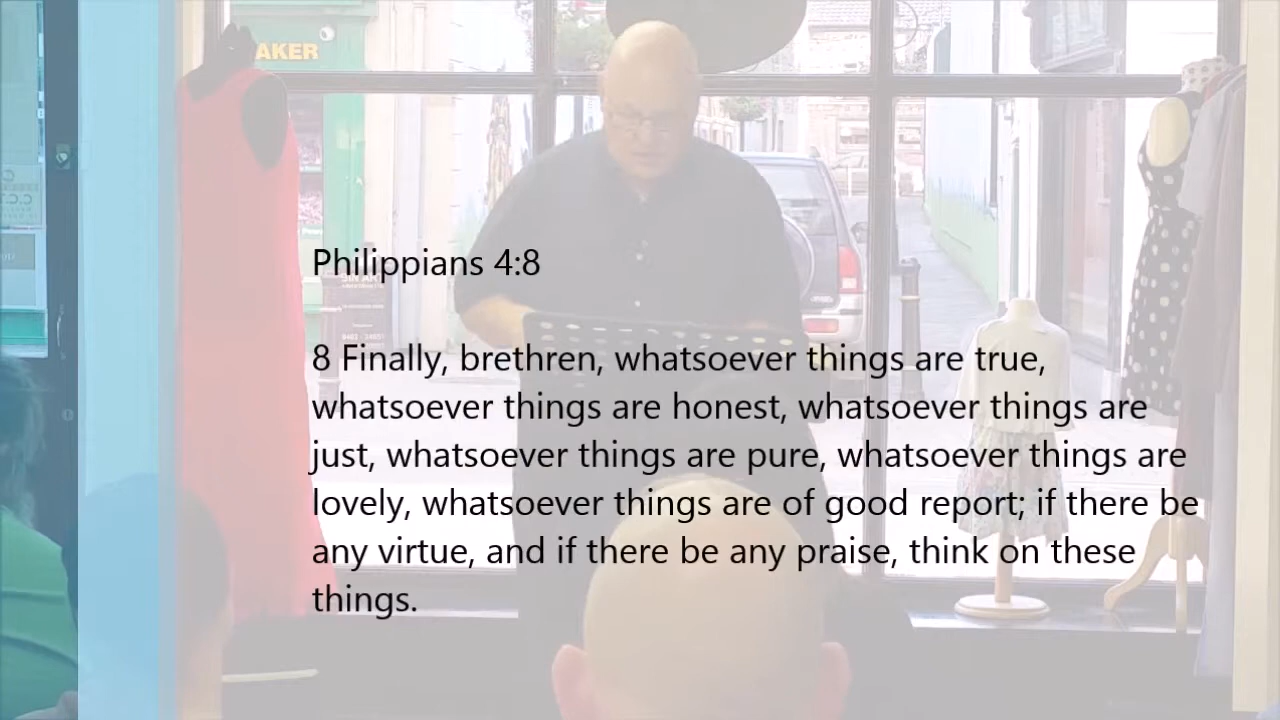 AKER
Philippians 4:8
8 Finally, brethren, whatsoever things are true,
whatsoever things are honest, whatsoever things are
just, whatsoever things are pure, whatsoever things are
lovely, whatsoever things are of good report; if there be
any virtue, and if there be any praise, think on these
things.